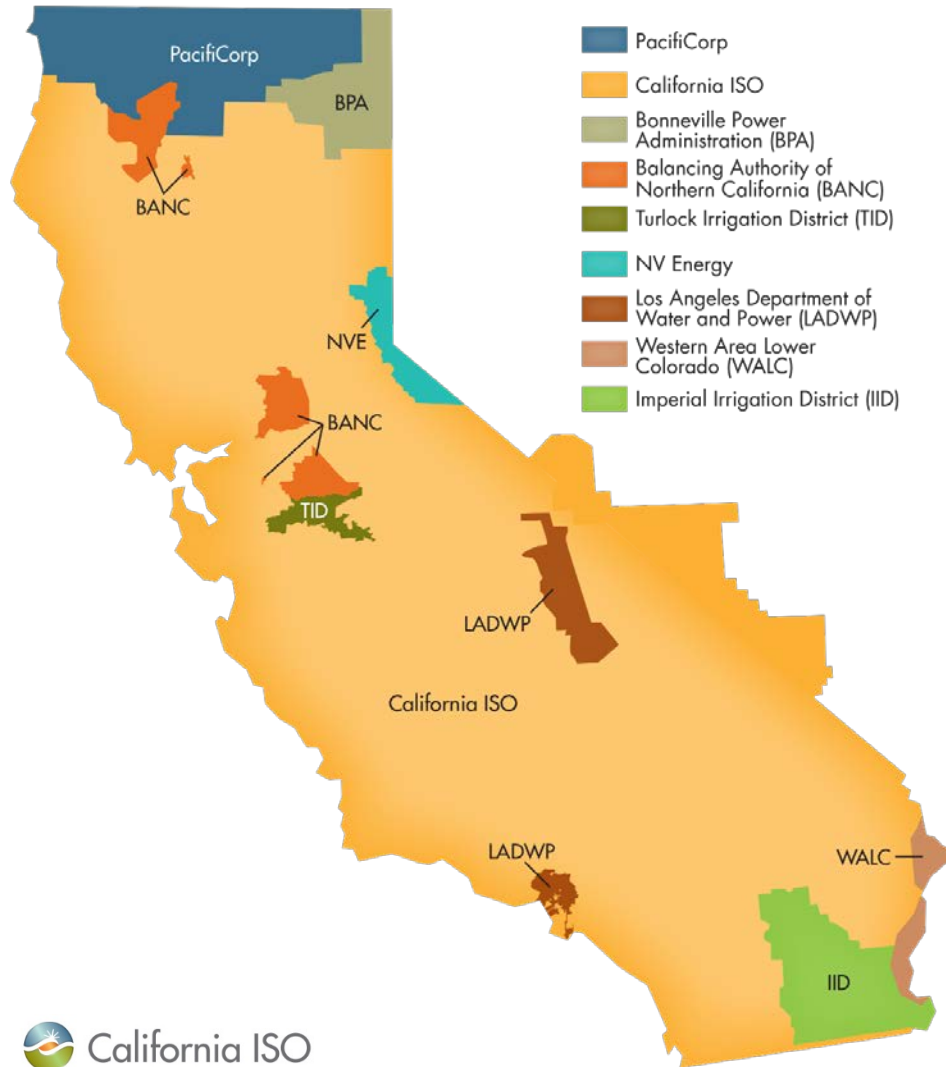 PacifiCorp
BPA
BANC
NVE
BANC
TID
LADWP
California ISO
LADWP
WALC
IID
PacifiCorp
California ISO
Bonneville Power
Administration (BPA)
Balancing Authority of
Northern California (BANC)
Turlock Irrigation District (TID)
NV Energy
Los Angeles Department of
Water and Power (LADWP)
Western Area Lower
Colorado (WALC)
Imperial Irrigation District (IID)
California ISO